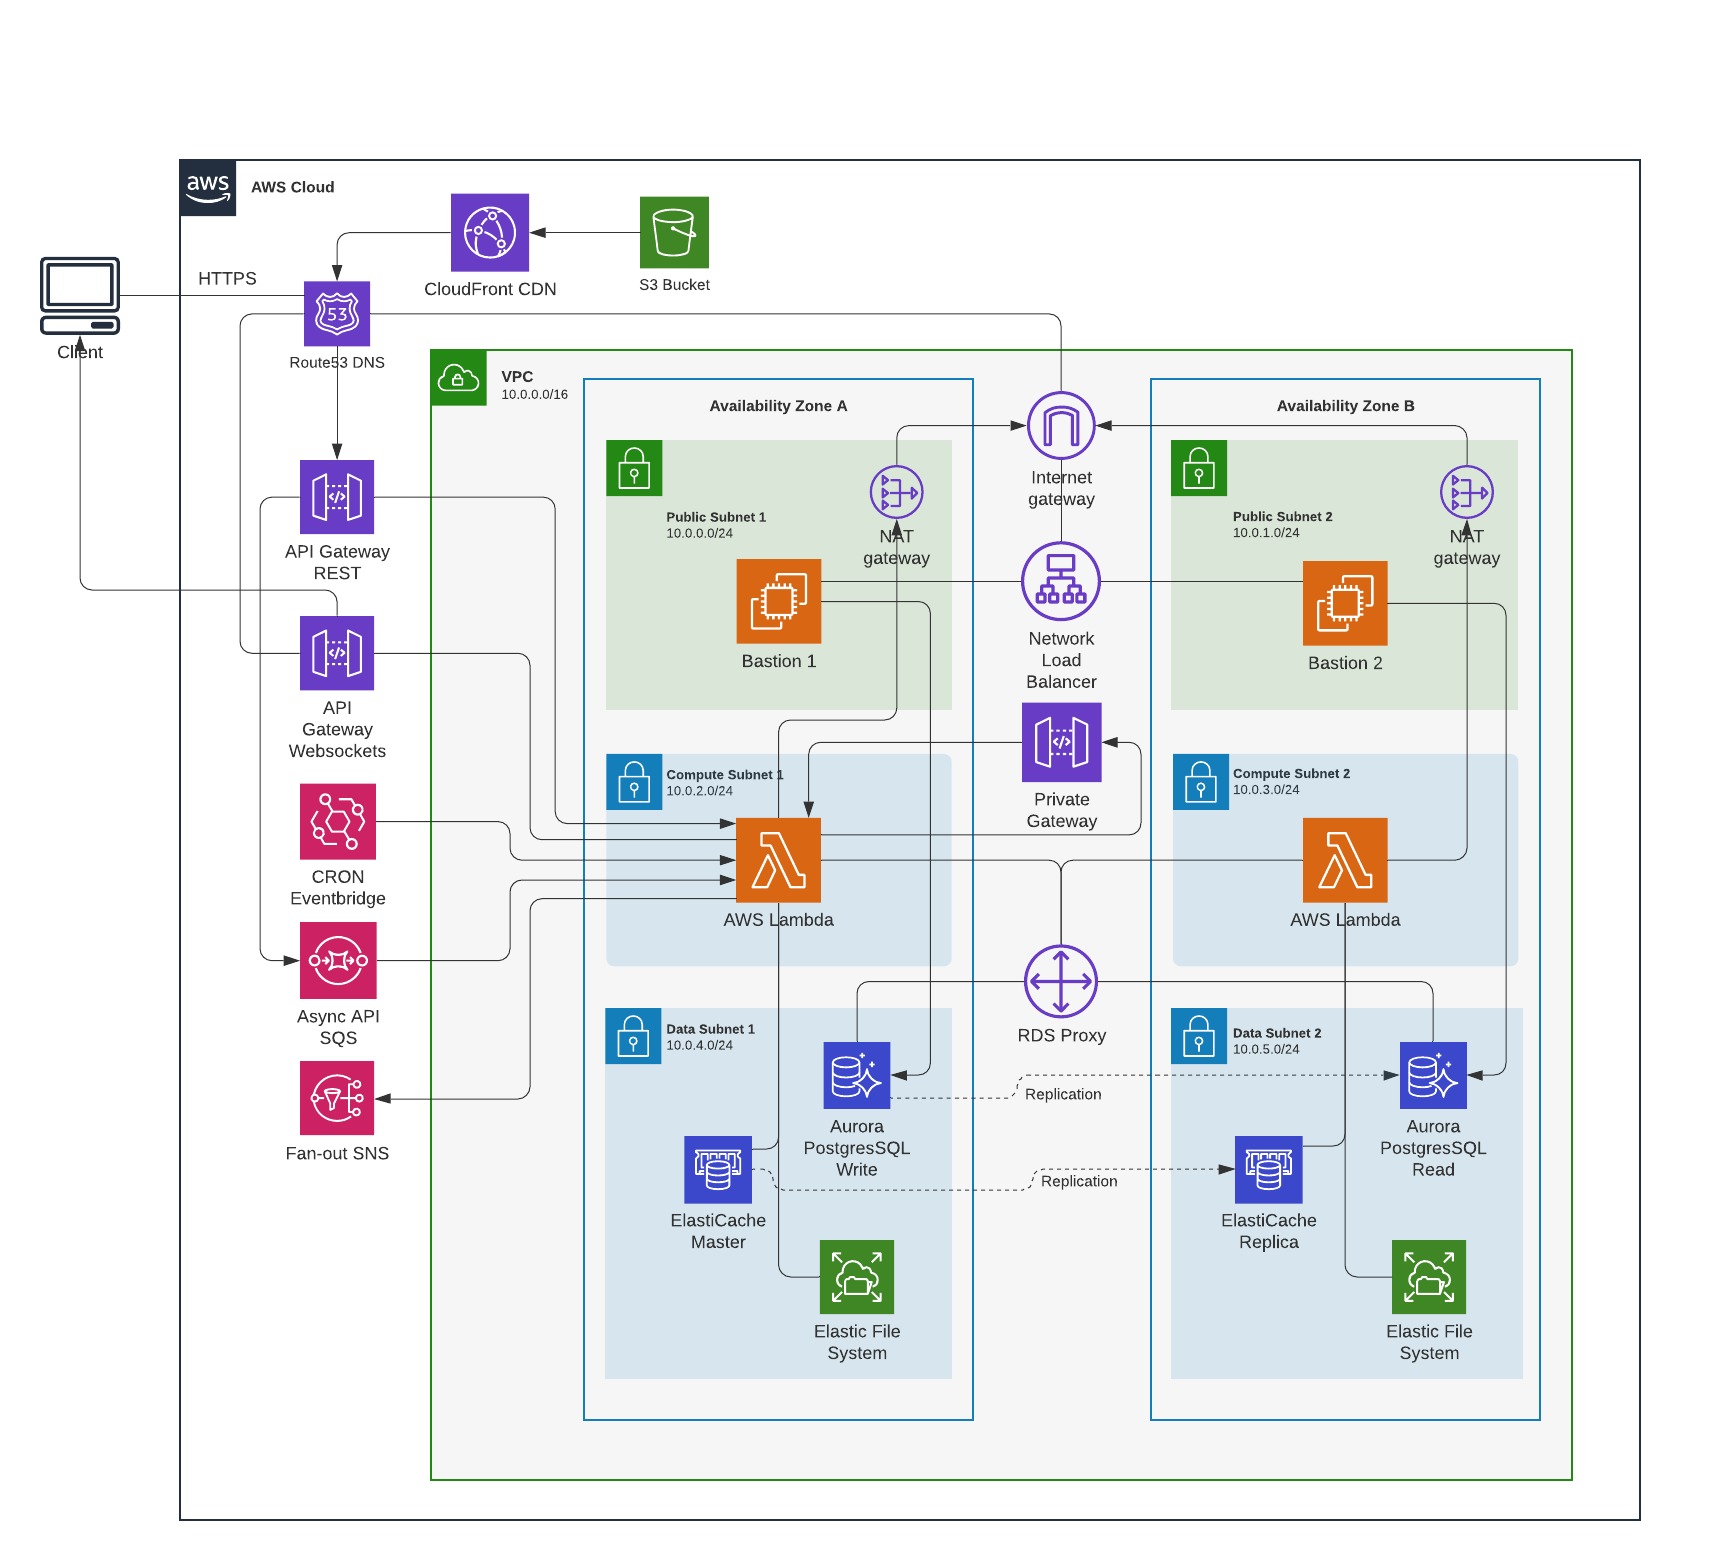 aws
AWS Cloud
CloudFront CDN
S3 Bucket
HTTPS
Client
53
Route53 DNS
VPC
10.0.0.0/16
Availability Zone A
Availability Zone B
Internet
gateway
Public Subnet 1
10.0.0.0/24
NAT
gateway
Public Subnet 2
10.0.1.0/24
NAT
gateway
API Gateway
REST
Bastion 1
Network
Load
Balancer
Bastion 2
API
Gateway
Websockets
Compute Subnet 1
10.0.2.0/24
Private
Gateway
Compute Subnet 2
10.0.3.0/24
CRON
Eventbridge
AWS Lambda
AWS Lambda
Async API
SQS
RDS Proxy
Data Subnet 1
10.0.4.0/24
Data Subnet 2
10.0.5.0/24
Replication
Fan-out SNS
Aurora
PostgresSQL
Write
Aurora
PostgresSQL
Read
Replication
ElastiCache
Master
ElastiCache
Replica
Elastic File
System
Elastic File
System